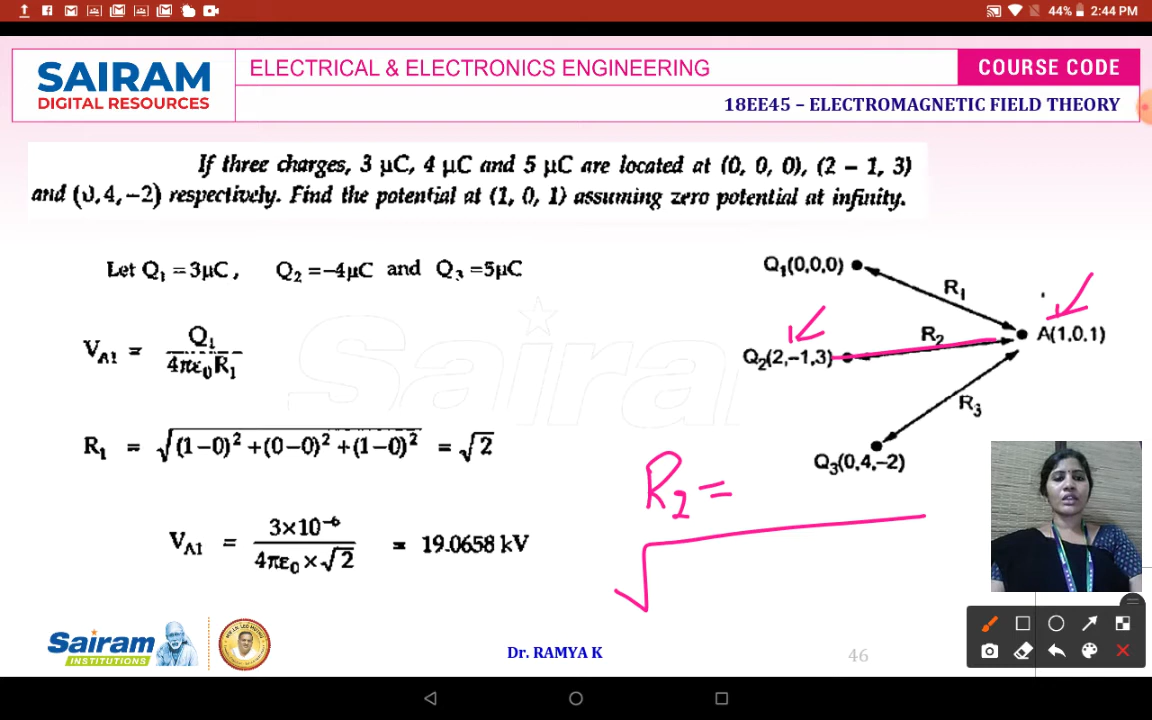 44% 2:44 PM
SAIRAM
DIGITAL RESOURCES
ELECTRICAL & ELECTRONICS ENGINEERING
COURSE CODE
18EE45 – ELECTROMAGNETIC FIELD THEORY
If three charges, 3 μC, 4 μC and 5 μC are located at (0, 0, 0), (2 – 1, 3)
and (0, 4, –2) respectively. Find the potential at (1, 0, 1) assuming zero potential at infinity.
Let Q₁ = 3μC, Q₂ = –4μC and Q₃ = 5μC
V_A1 = Q₁ / 4πε₀R₁
R₁ = √(1–0)² + (0–0)² + (1–0)² = √2
V_A1 = 3×10⁻⁶ / 4πε₀ × √2 = 19.0658 kV
Q₁(0,0,0)
R₁
A(1,0.1)
R₂
Q₂(2,–1,3)
R₃
Q₃(0,4,–2)
R₂ =
√
Sairam
Sairam
INSTITUTIONS
Dr. RAMYA K
46